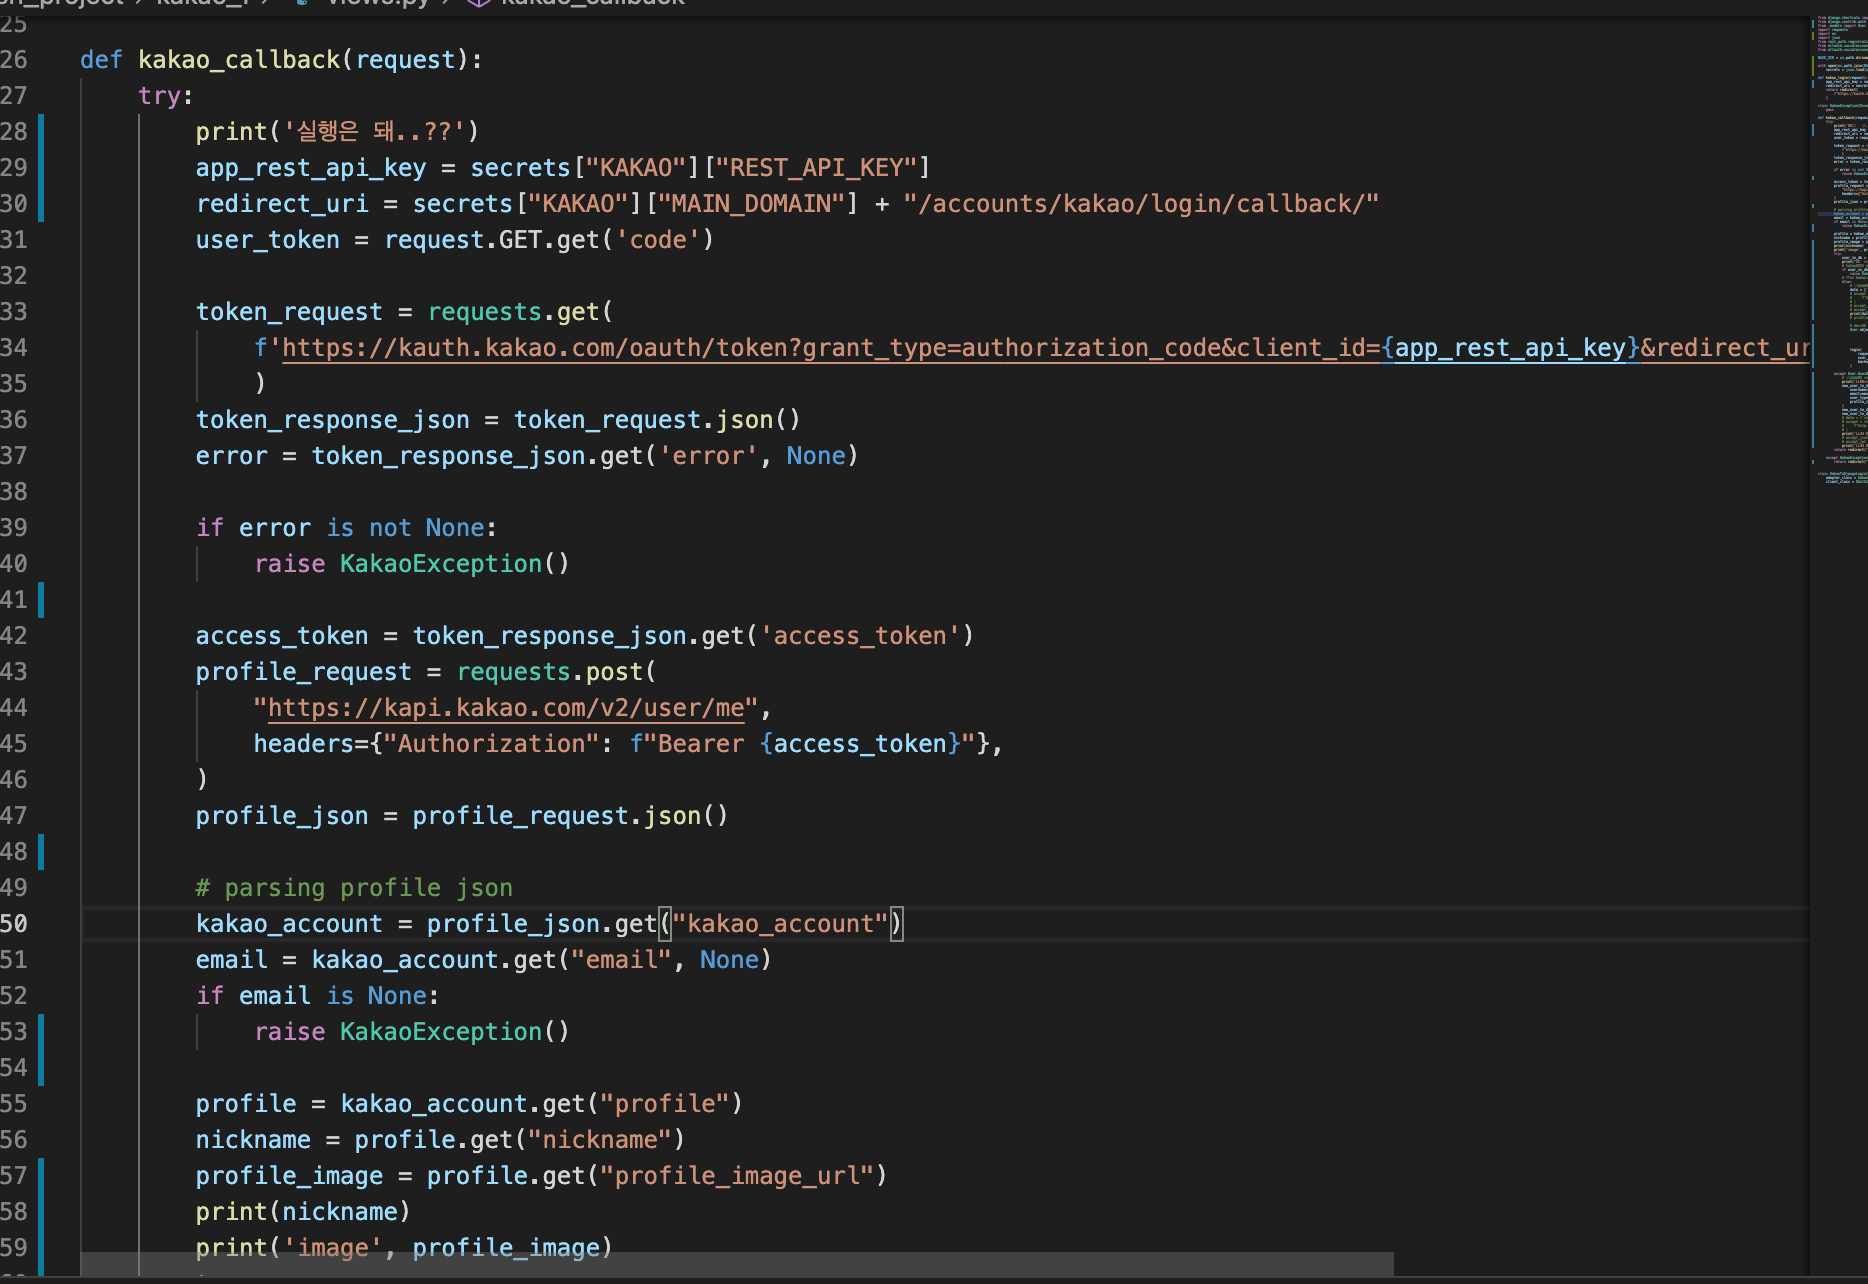 kakao_callback
25
26 def kakao_callback(request):
27 try:
28 print('실행은 돼..??')
29 app_rest_api_key = secrets["KAKAO"]["REST_API_KEY"]
30 redirect_uri = secrets["KAKAO"]["MAIN_DOMAIN"] + "/accounts/kakao/login/callback/"
31 user_token = request.GET.get('code')
32
33 token_request = requests.get(
34 f'https://kauth.kakao.com/oauth/token?grant_type=authorization_code&client_id={app_rest_api_key}&redirect_ur
35 )
36 token_response_json = token_request.json()
37 error = token_response_json.get('error', None)
38
39 if error is not None:
40 raise KakaoException()
41
42 access_token = token_response_json.get('access_token')
43 profile_request = requests.post(
44 "https://kapi.kakao.com/v2/user/me",
45 headers={"Authorization": f"Bearer {access_token}"},
46 )
47 profile_json = profile_request.json()
48
49 # parsing profile json
50 kakao_account = profile_json.get("kakao_account")
51 email = kakao_account.get("email", None)
52 if email is None:
53 raise KakaoException()
54
55 profile = kakao_account.get("profile")
56 nickname = profile.get("nickname")
57 profile_image = profile.get("profile_image_url")
58 print(nickname)
59 print('image', profile_image)